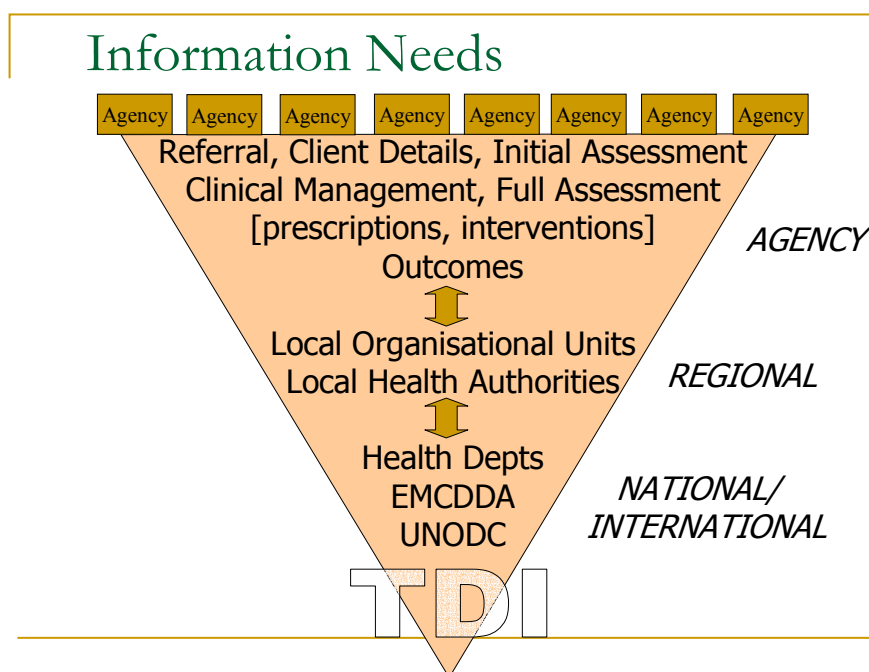 Information Needs
Agency Agency Agency Agency Agency Agency Agency Agency
Referral, Client Details, Initial Assessment
Clinical Management, Full Assessment
[prescriptions, interventions]
AGENCY
Outcomes
Local Organisational Units
Local Health Authorities
REGIONAL
Health Depts
EMCDDA
UNODC
NATIONAL/
INTERNATIONAL
TDI